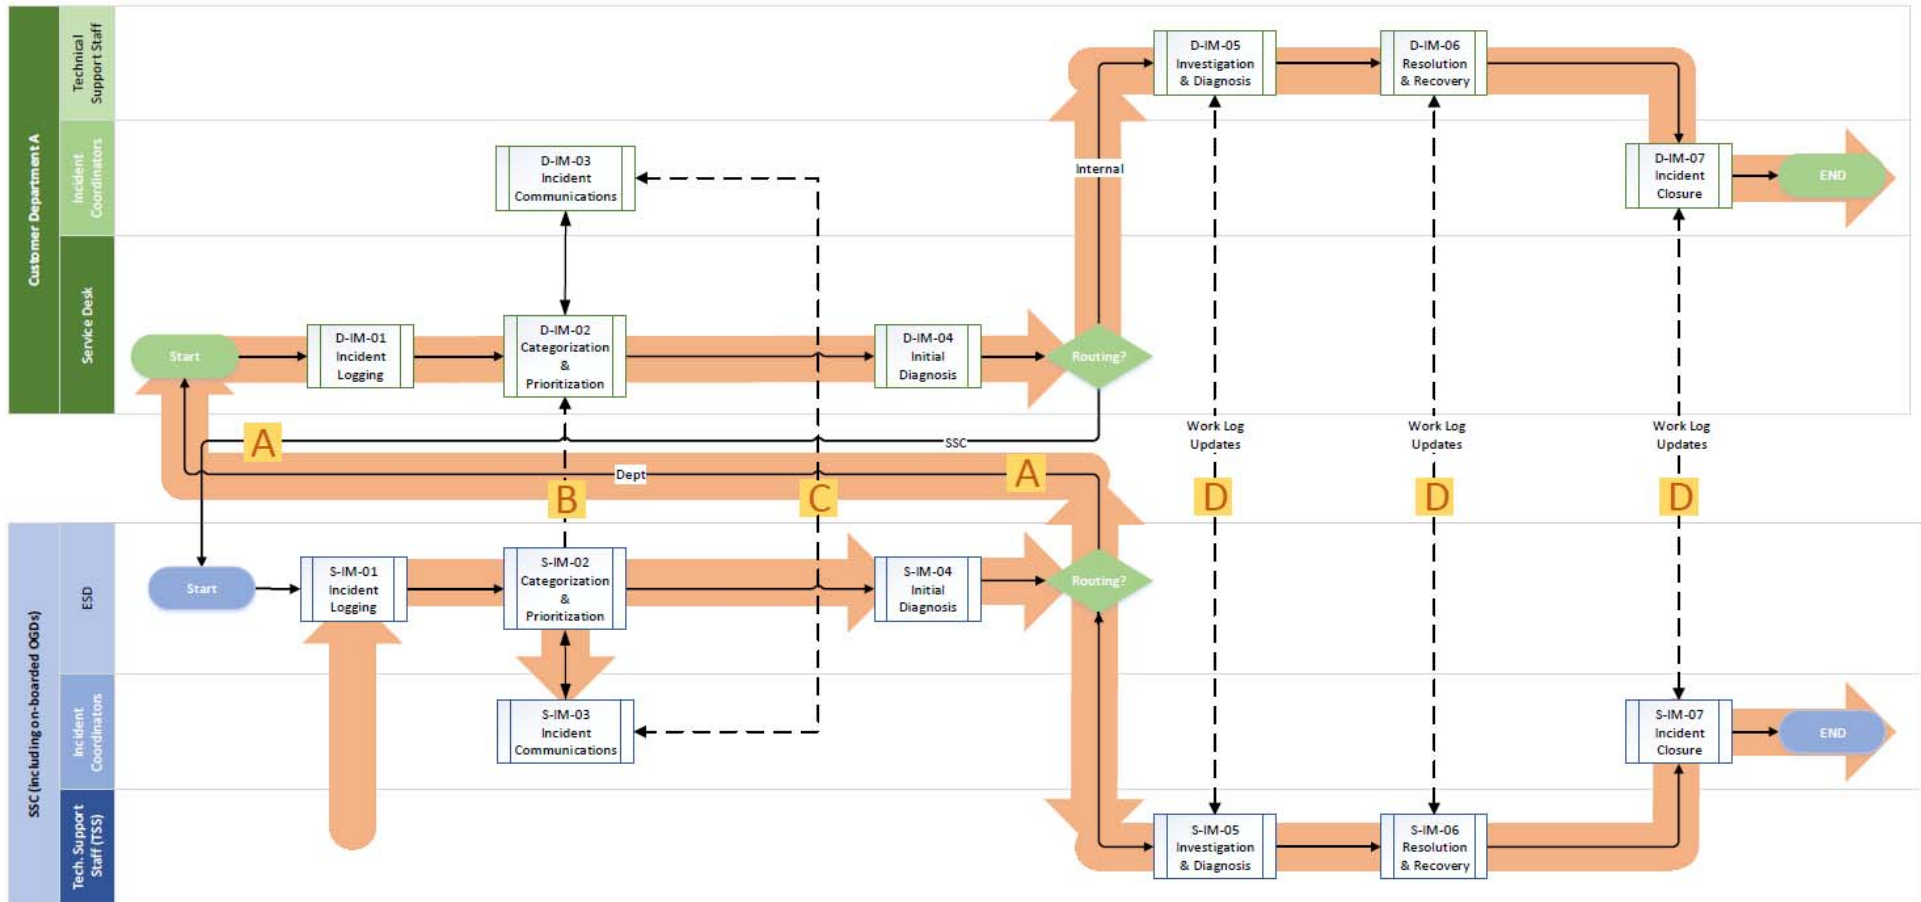 Customer Department A
Technical
Support Staff
Incident
Coordinators
Service Desk
D-IM-05
Investigation
& Diagnosis
D-IM-06
Resolution
& Recovery
D-IM-03
Incident
Communications
Internal
D-IM-07
Incident
Closure
END
Start
D-IM-01
Incident
Logging
D-IM-02
Categorization
&
Prioritization
D-IM-04
Initial
Diagnosis
Routing?
A
SSC
Dept
A
B
C
Work Log
Updates
D
Work Log
Updates
D
Work Log
Updates
D
SSC (including on-boarded OGDs)
ESD
Incident
Coordinators
Tech. Support
Staff (TSS)
Start
S-IM-01
Incident
Logging
S-IM-02
Categorization
&
Prioritization
S-IM-04
Initial
Diagnosis
Routing?
S-IM-03
Incident
Communications
S-IM-07
Incident
Closure
END
S-IM-05
Investigation
& Diagnosis
S-IM-06
Resolution
& Recovery